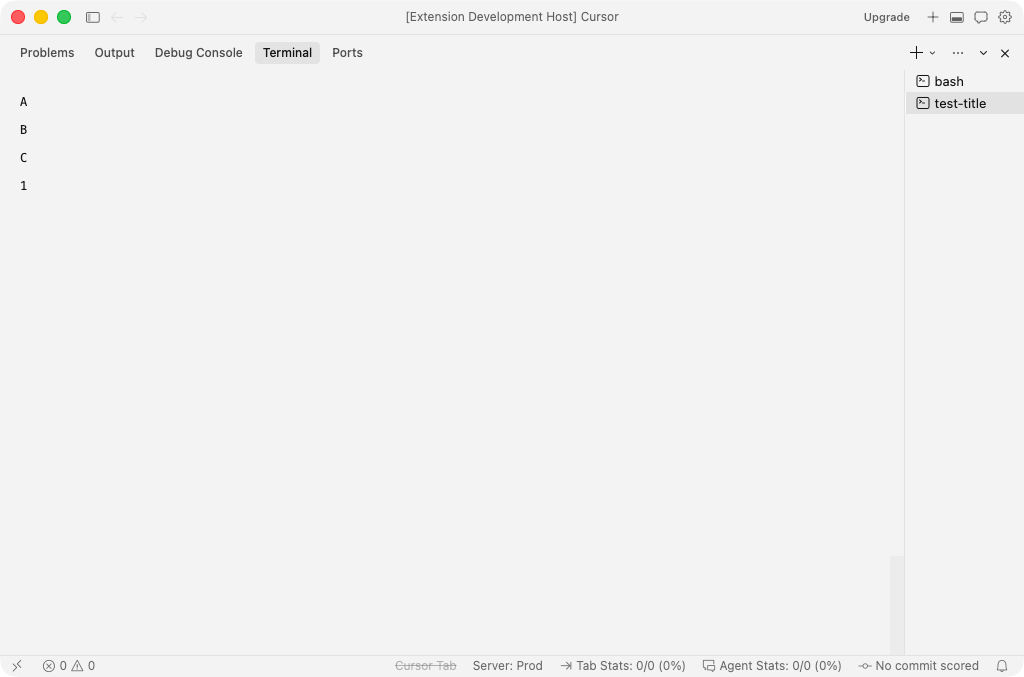 [Extension Development Host] Cursor
Upgrade
Problems Output Debug Console Terminal Ports
bash
test-title
A
B
C
1
0 0
Cursor Tab Server: Prod Tab Stats: 0/0 (0%) Agent Stats: 0/0 (0%) No commit scored